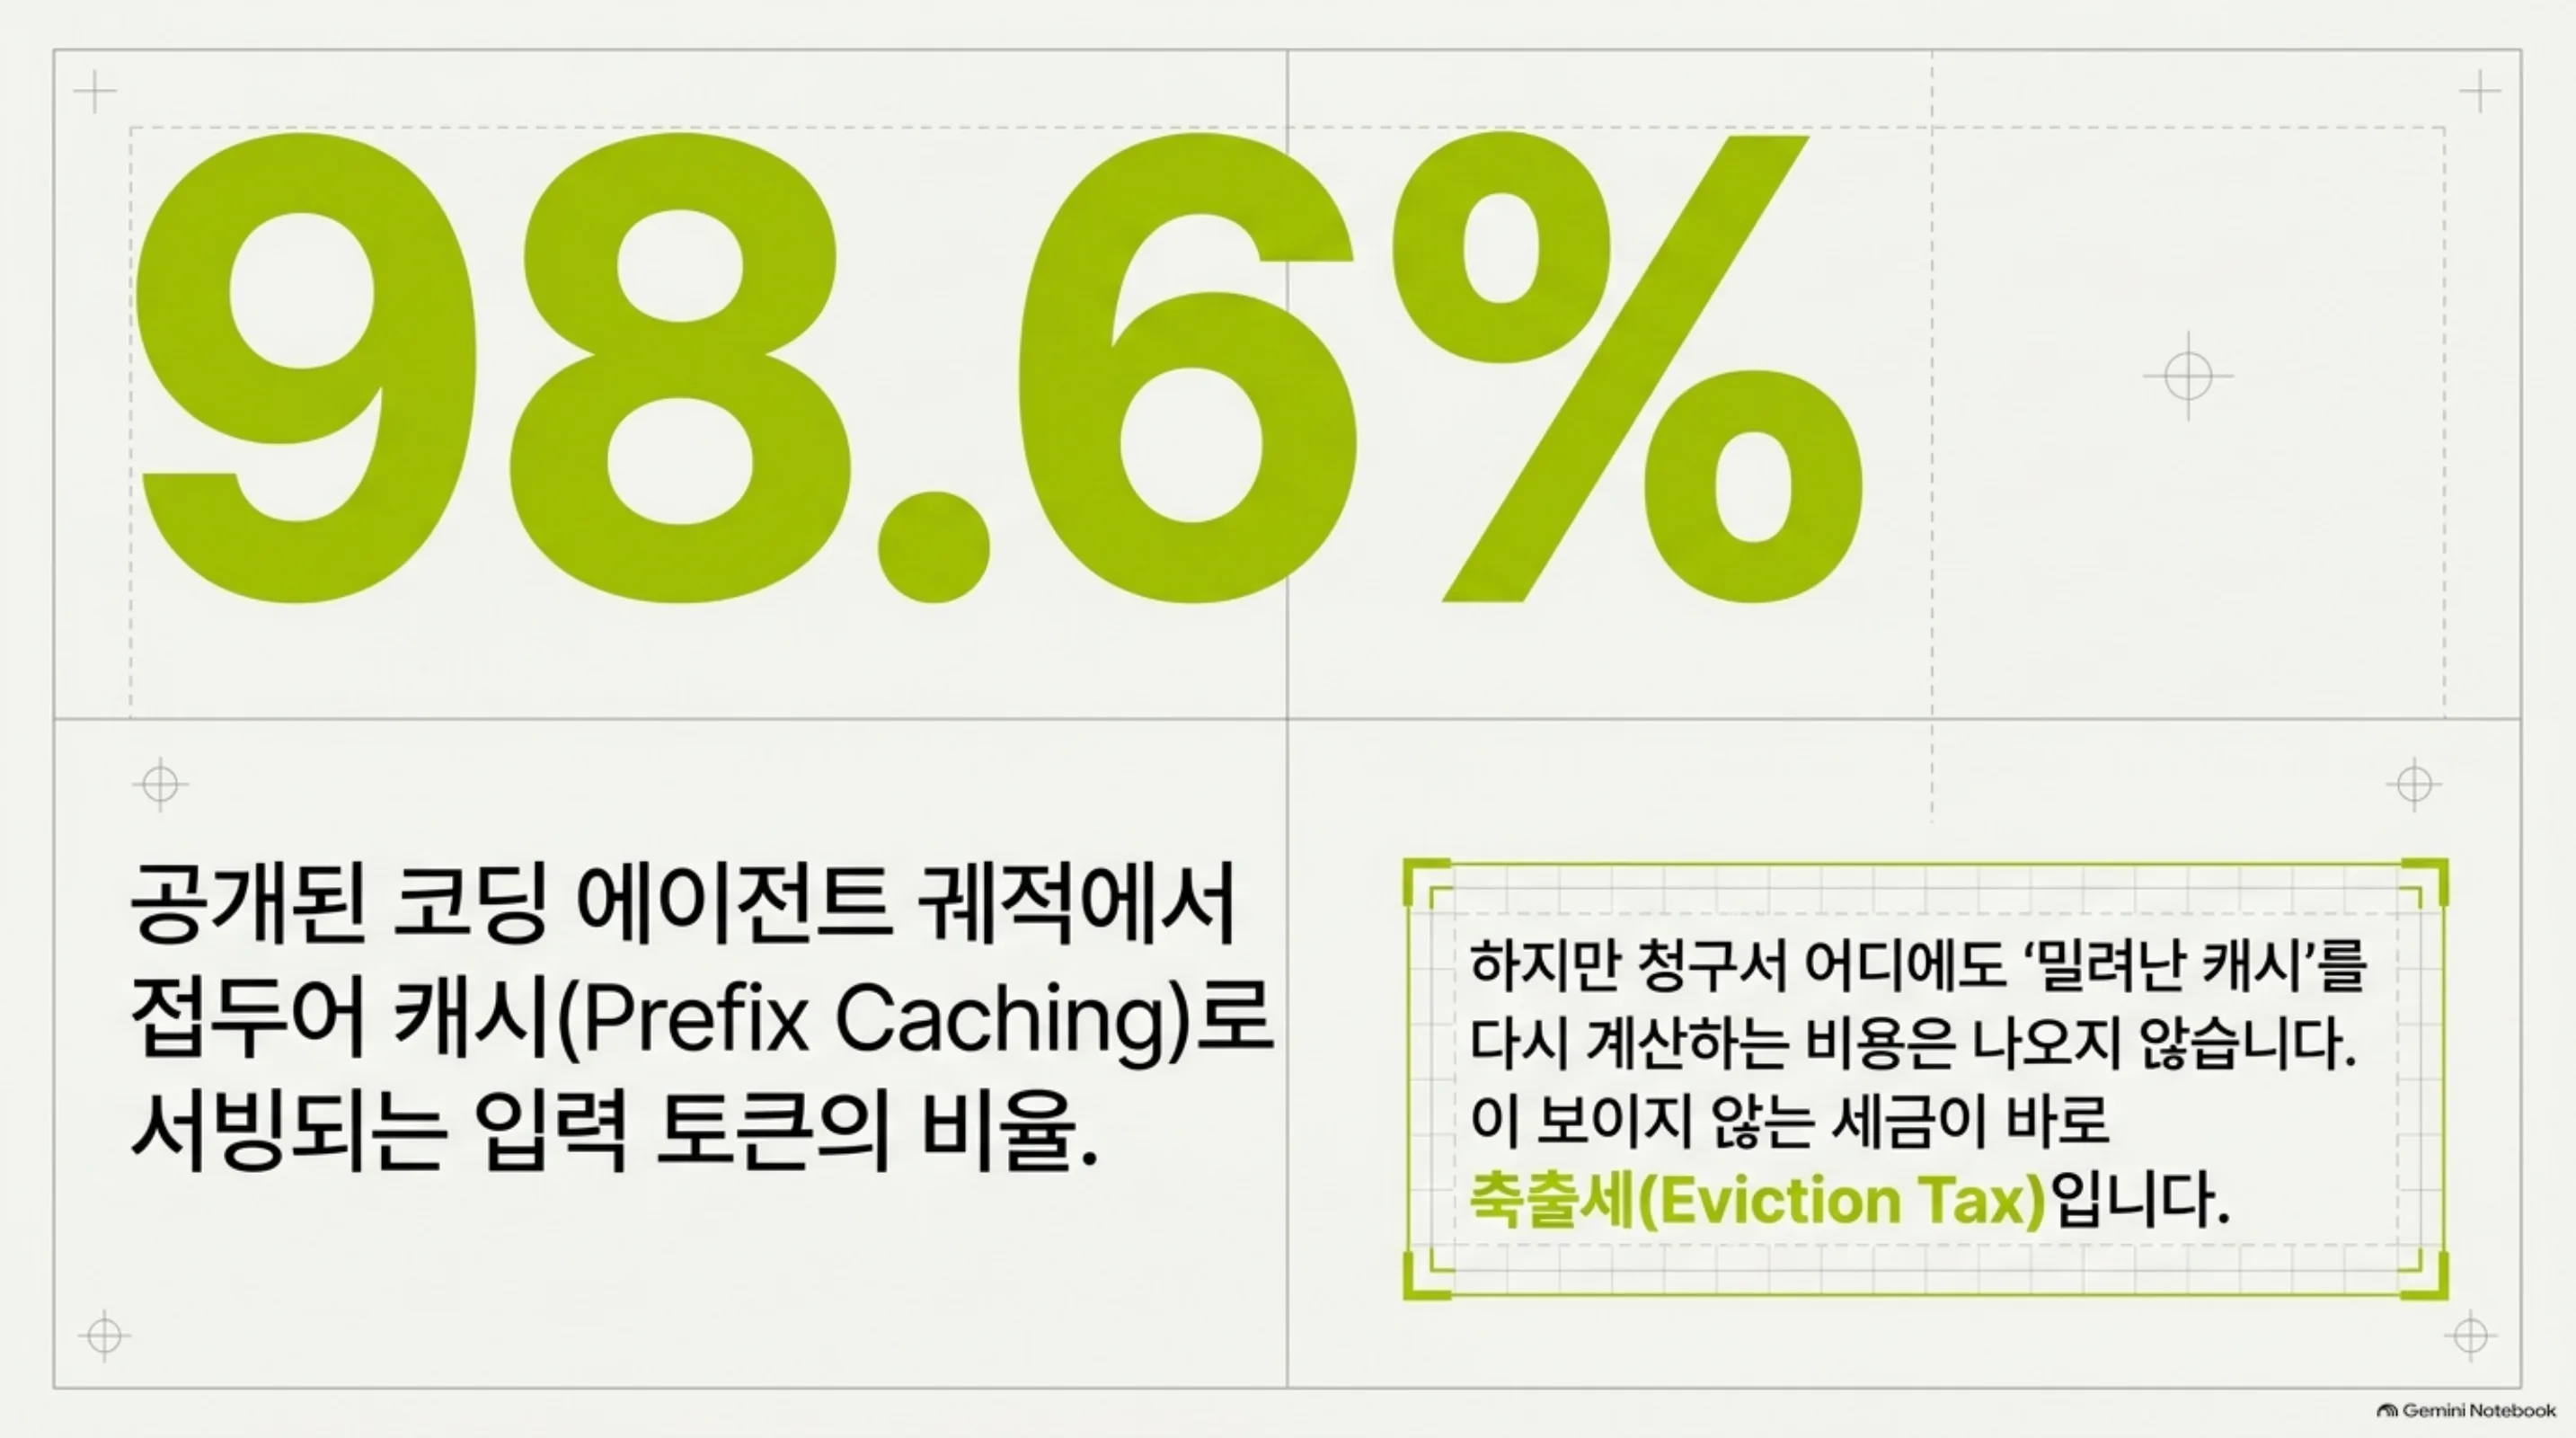 98.6%
공개된 코딩 에이전트 궤적에서
접두어 캐시(Prefix Caching)로
서빙되는 입력 토큰의 비율.
하지만 청구서 어디에도 ‘밀려난 캐시’를
다시 계산하는 비용은 나오지 않습니다.
이 보이지 않는 세금이 바로
축출세(Eviction Tax)입니다.
Gemini Notebook